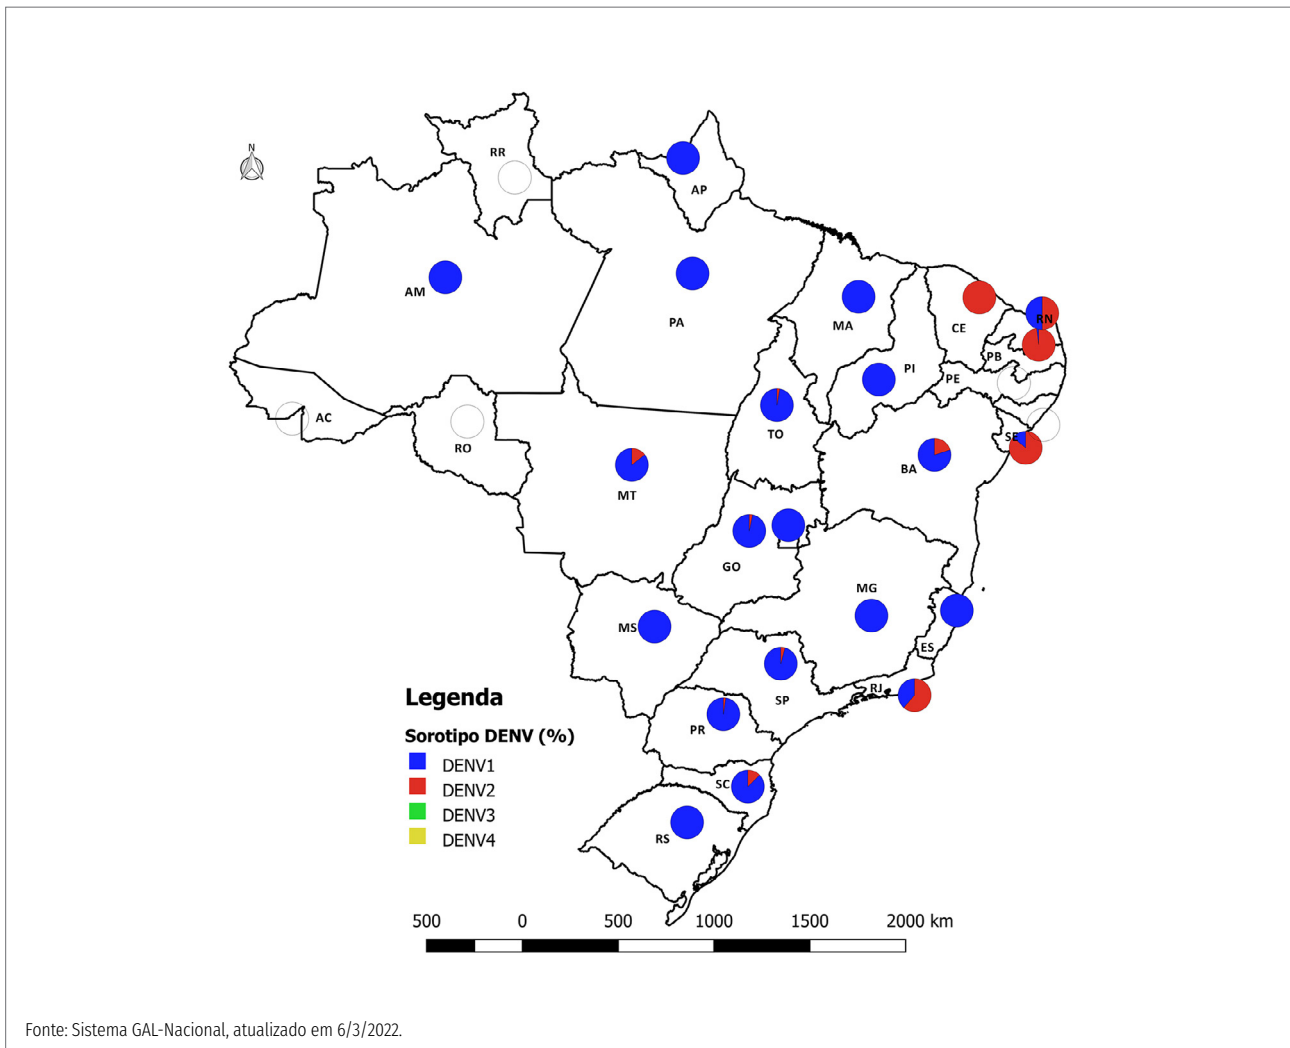 N
RR
AP
AM
PA
MA
CE
RN
PB
PI
PE
AC
RO
TO
SE
BA
MT
GO
MG
MS
ES
RJ
SP
PR
SC
RS
Legenda
Sorotipo DENV (%)
DENV1
DENV2
DENV3
DENV4
500 0 500 1000 1500 2000 km
Fonte: Sistema GAL-Nacional, atualizado em 6/3/2022.